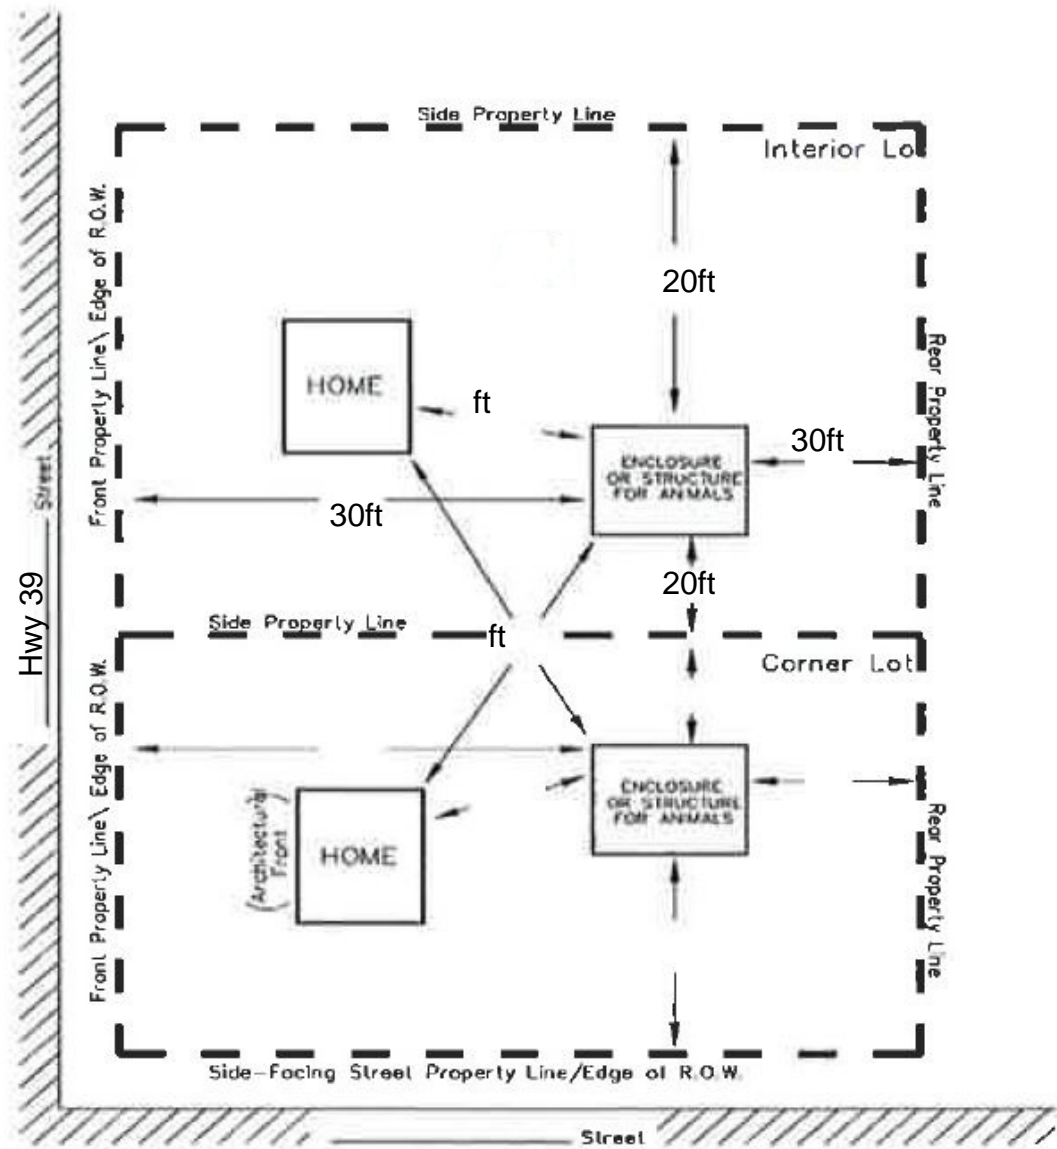 Side Property Line
Interior Lo
Front Property Line\ Edge of R.O.W.
20ft
Rear Property Line
HOME
ft
30ft
ENCLOSURE
OR STRUCTURE
FOR ANIMALS
30ft
Street
Hwy 39
20ft
Side Property Line
ft
Corner Lot
Front Property Line\ Edge of R.O.W.
(Architectural
Front)
HOME
ENCLOSURE
OR STRUCTURE
FOR ANIMALS
Rear Property Line
Side-Facing Street Property Line/Edge of R.O.W.
Street